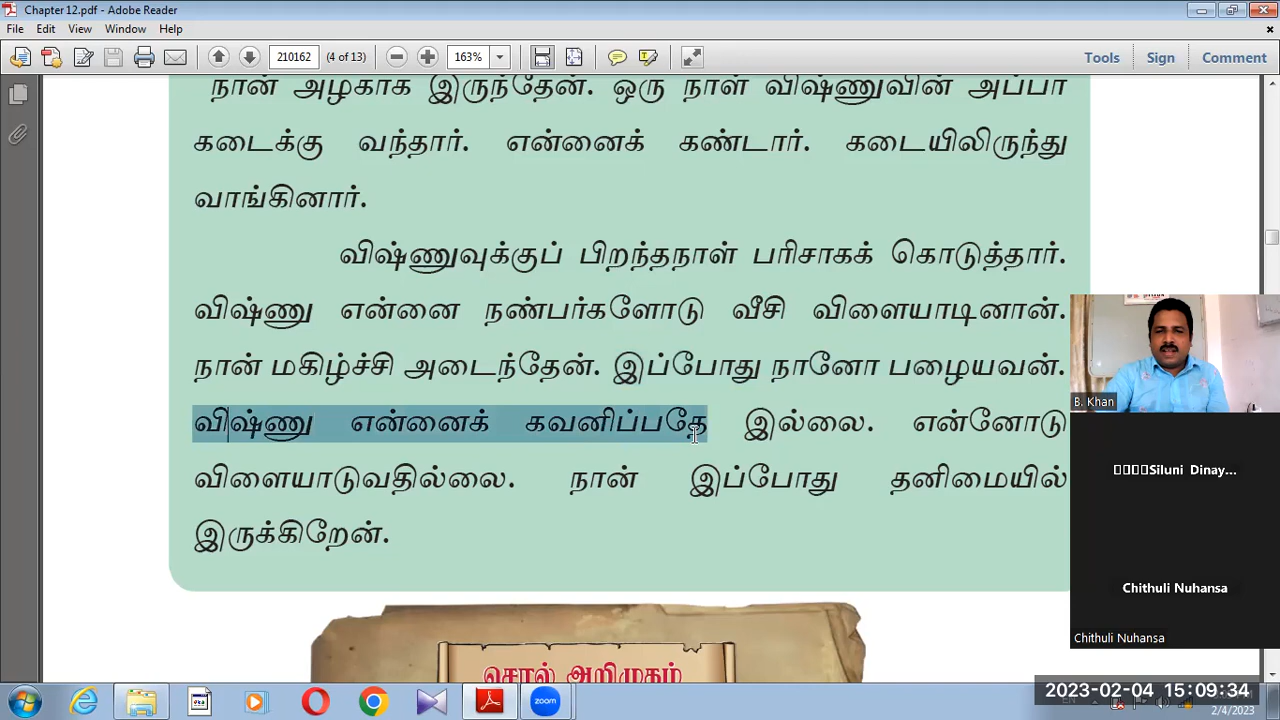 Chapter 12.pdf - Adobe Reader
File Edit View Window Help
210162 (4 of 13) 163% Tools Sign Comment
நான் அழகாக இருந்தேன். ஒரு நாள் விஷ்ணுவின் அப்பா
கடைக்கு வந்தார். என்னைக் கண்டார். கடையிலிருந்து
வாங்கினார்.
விஷ்ணுவுக்குப் பிறந்தநாள் பரிசாகக் கொடுத்தார்.
விஷ்ணு என்னை நண்பர்களோடு வீசி விளையாடினான்.
நான் மகிழ்ச்சி அடைந்தேன். இப்போது நானோ பழையவன்.
விஷ்ணு என்னைக் கவனிப்பதே இல்லை. என்னோடு
விளையாடுவதில்லை. நான் இப்போது தனிமையில்
இருக்கிறேன்.
சொல் அறிமுகம்
B. Khan
Siluni Dinay...
Chithuli Nuhansa
Chithuli Nuhansa
zoom
2023-02-04 15:09:34
2/4/2023